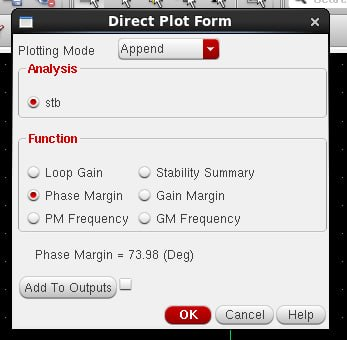 Direct Plot Form
Plotting Mode Append
Analysis
stb
Function
Loop Gain Stability Summary
Phase Margin Gain Margin
PM Frequency GM Frequency
Phase Margin = 73.98 (Deg)
Add To Outputs
OK Cancel Help